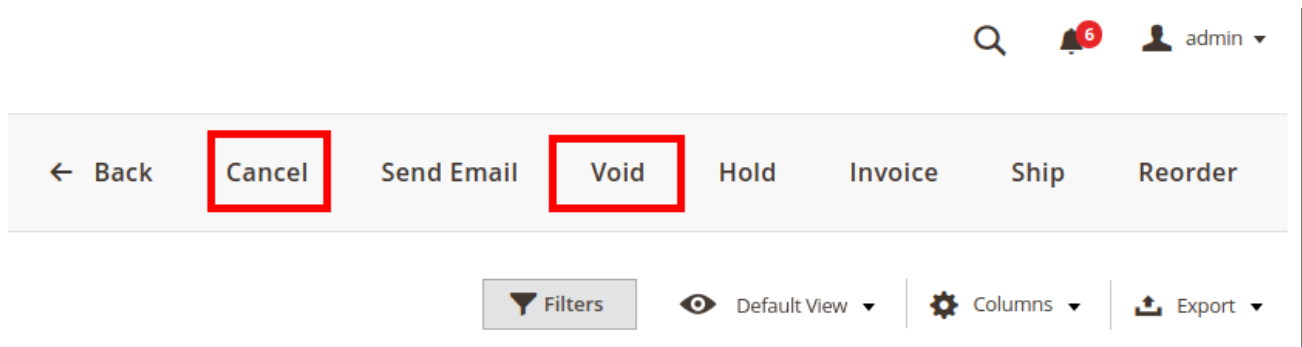 6 admin
← Back Cancel Send Email Void Hold Invoice Ship Reorder
Filters Default View Columns Export